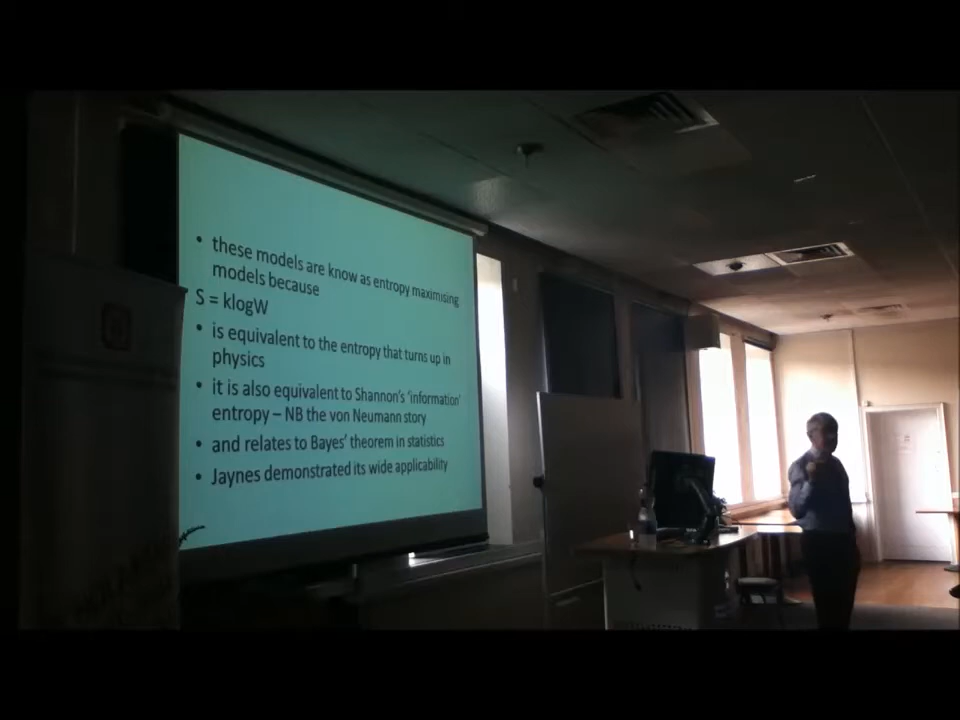 • these models are know as entropy maximising
models because
S = klogW
• is equivalent to the entropy that turns up in
physics
• it is also equivalent to Shannon's 'information'
entropy – NB the von Neumann story
• and relates to Bayes' theorem in statistics
• Jaynes demonstrated its wide applicability